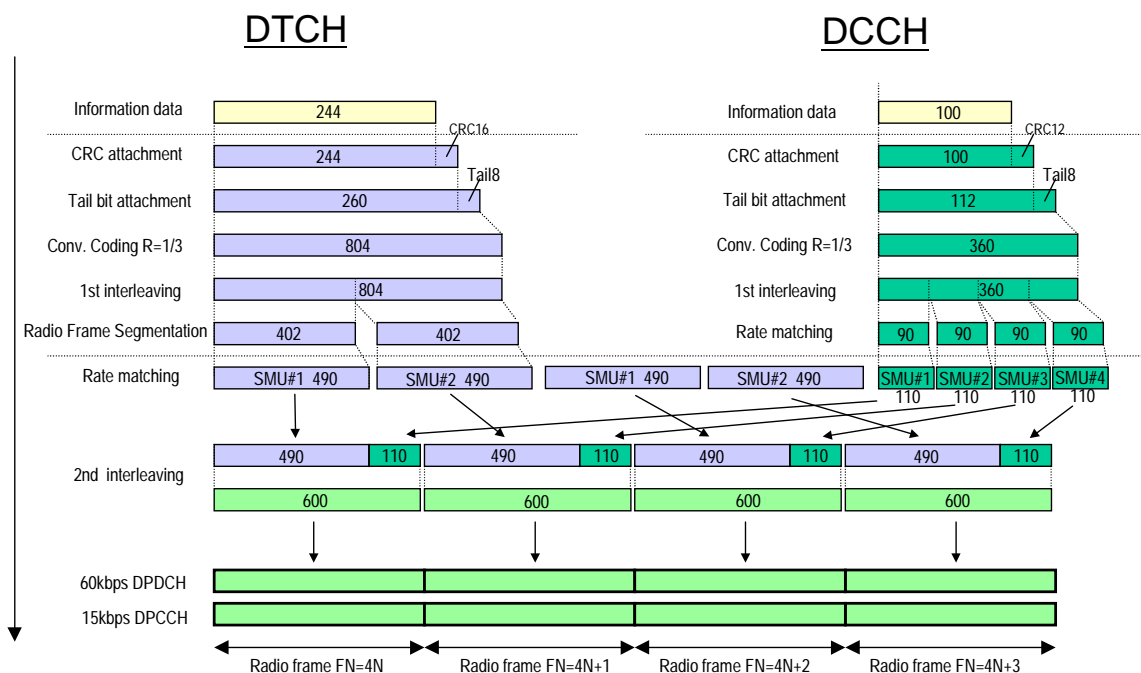 DTCH DCCH
Information data 244 Information data 100
CRC16 CRC12
CRC attachment 244 CRC attachment 100
Tail8 Tail8
Tail bit attachment 260 Tail bit attachment 112
Conv. Coding R=1/3 804 Conv. Coding R=1/3 360
1st interleaving 804 1st interleaving 360
Radio Frame Segmentation 402 402 Rate matching 90 90 90 90
Rate matching SMU#1 490 SMU#2 490 SMU#1 490 SMU#2 490 SMU#1 SMU#2 SMU#3 SMU#4
110 110 110 110
490 110 490 110 490 110 490 110
2nd interleaving
600 600 600 600
60kbps DPDCH
15kbps DPCCH
Radio frame FN=4N Radio frame FN=4N+1 Radio frame FN=4N+2 Radio frame FN=4N+3